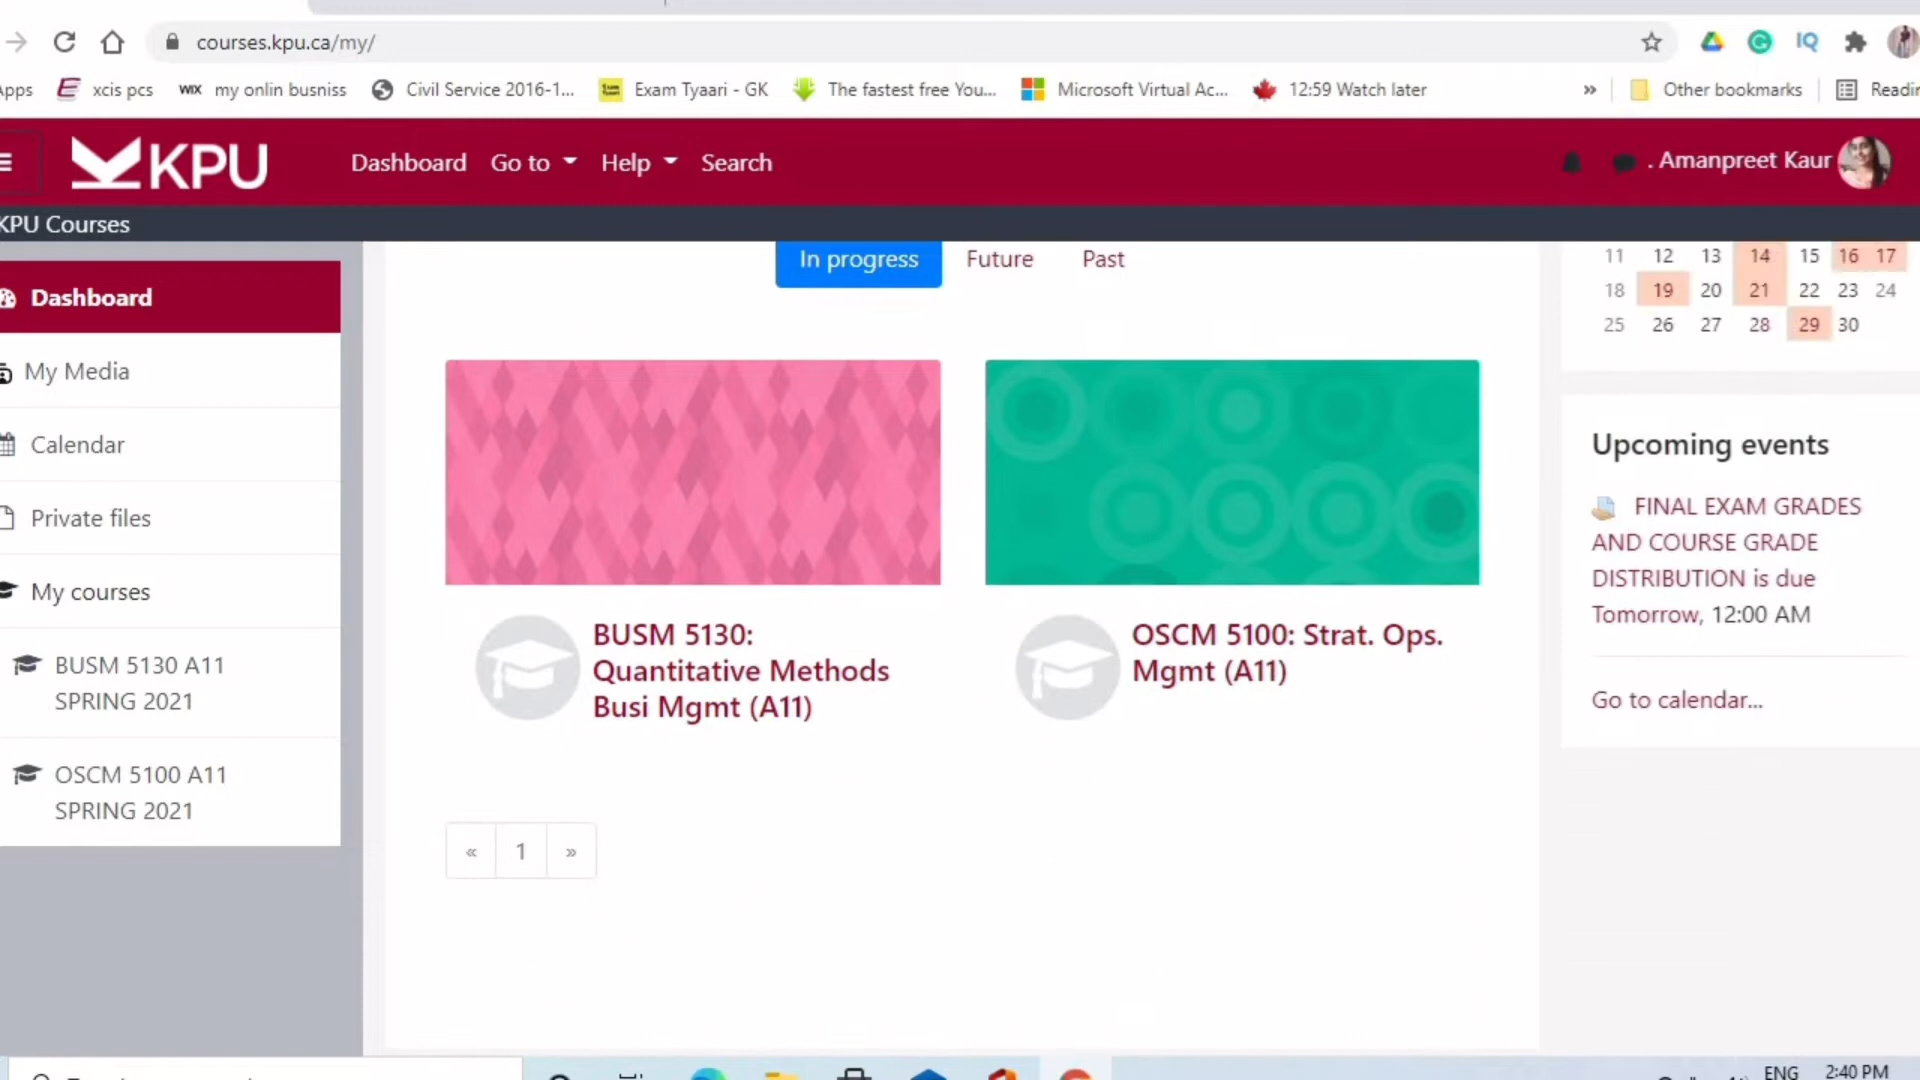 courses.kpu.ca/my/
xcis pcs
WIX my onlin busniss
Civil Service 2016-1...
Exam Tyaari - GK
The fastest free You...
Microsoft Virtual Ac...
12:59 Watch later
»
Other bookmarks
KPU
Dashboard
Go to
Help
Search
. Amanpreet Kaur
KPU Courses
Dashboard
My Media
Calendar
Private files
My courses
BUSM 5130 A11
SPRING 2021
OSCM 5100 A11
SPRING 2021
In progress
Future
Past
BUSM 5130:
Quantitative Methods
Busi Mgmt (A11)
OSCM 5100: Strat. Ops.
Mgmt (A11)
« 1 »
11 12 13 14 15 16 17
18 19 20 21 22 23 24
25 26 27 28 29 30
Upcoming events
FINAL EXAM GRADES
AND COURSE GRADE
DISTRIBUTION is due
Tomorrow, 12:00 AM
Go to calendar...
ENG
2:40 PM